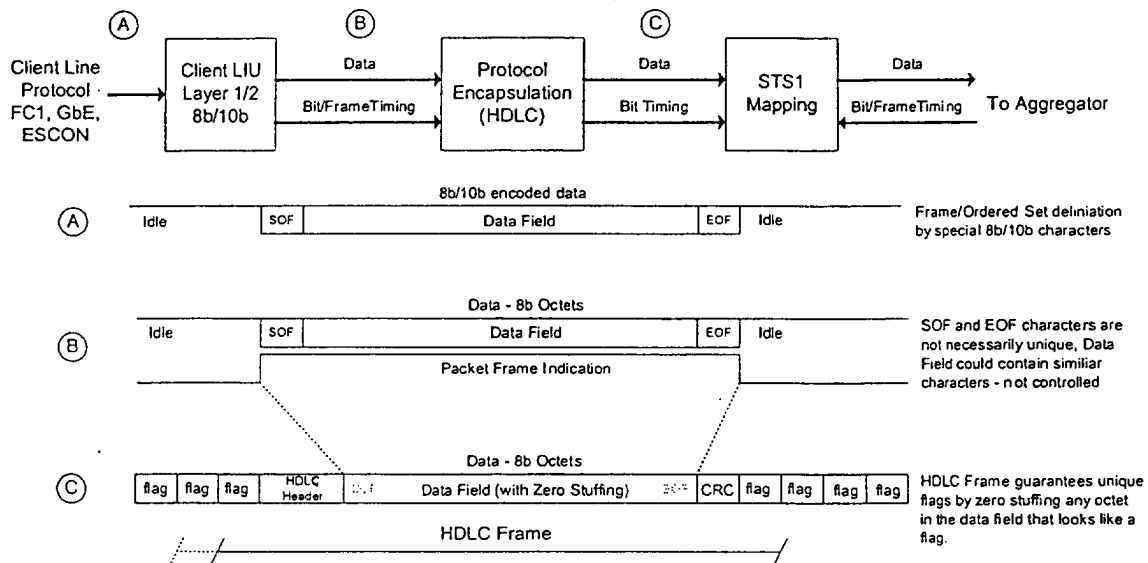 A
B
C
Client Line
Protocol
FC1, GbE,
ESCON
Client LIU
Layer 1/2
8b/10b
Data
Bit/FrameTiming
Protocol
Encapsulation
(HDLC)
Data
Bit Timing
STS1
Mapping
Data
Bit/FrameTiming
To Aggregator
A
8b/10b encoded data
Idle
SOF
Data Field
EOF
Idle
Frame/Ordered Set deliniation
by special 8b/10b characters
B
Data - 8b Octets
Idle
SOF
Data Field
EOF
Idle
Packet Frame Indication
SOF and EOF characters are
not necessarily unique, Data
Field could contain similiar
characters - not controlled
C
Data - 8b Octets
flag
flag
flag
HDLC
Header
Data Field (with Zero Stuffing)
EOF
CRC
flag
flag
flag
flag
HDLC Frame guarantees unique
flags by zero stuffing any octet
in the data field that looks like a
flag.
HDLC Frame